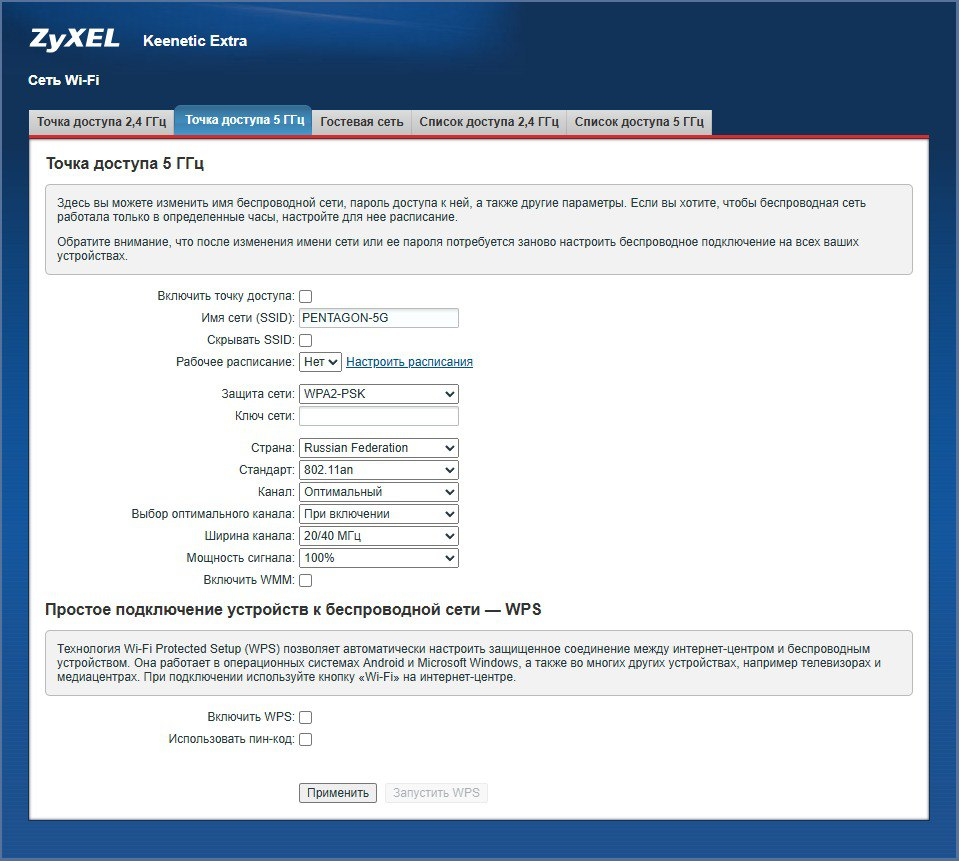 ZyXEL Keenetic Extra
Сеть Wi-Fi
Точка доступа 2,4 ГГц Точка доступа 5 ГГц Гостевая сеть Список доступа 2,4 ГГц Список доступа 5 ГГц
Точка доступа 5 ГГц
Здесь вы можете изменить имя беспроводной сети, пароль доступа к ней, а также другие параметры. Если вы хотите, чтобы беспроводная сеть
работала только в определенные часы, настройте для нее расписание.
Обратите внимание, что после изменения имени сети или ее пароля потребуется заново настроить беспроводное подключение на всех ваших
устройствах.
Включить точку доступа:
Имя сети (SSID): PENTAGON-5G
Скрывать SSID:
Рабочее расписание: Нет Настроить расписания
Защита сети: WPA2-PSK
Ключ сети:
Страна: Russian Federation
Стандарт: 802.11an
Канал: Оптимальный
Выбор оптимального канала: При включении
Ширина канала: 20/40 МГц
Мощность сигнала: 100%
Включить WMM:
Простое подключение устройств к беспроводной сети — WPS
Технология Wi-Fi Protected Setup (WPS) позволяет автоматически настроить защищенное соединение между интернет-центром и беспроводным
устройством. Она работает в операционных системах Android и Microsoft Windows, а также во многих других устройствах, например телевизорах и
медиацентрах. При подключении используйте кнопку «Wi-Fi» на интернет-центре.
Включить WPS:
Использовать пин-код:
Применить Запустить WPS